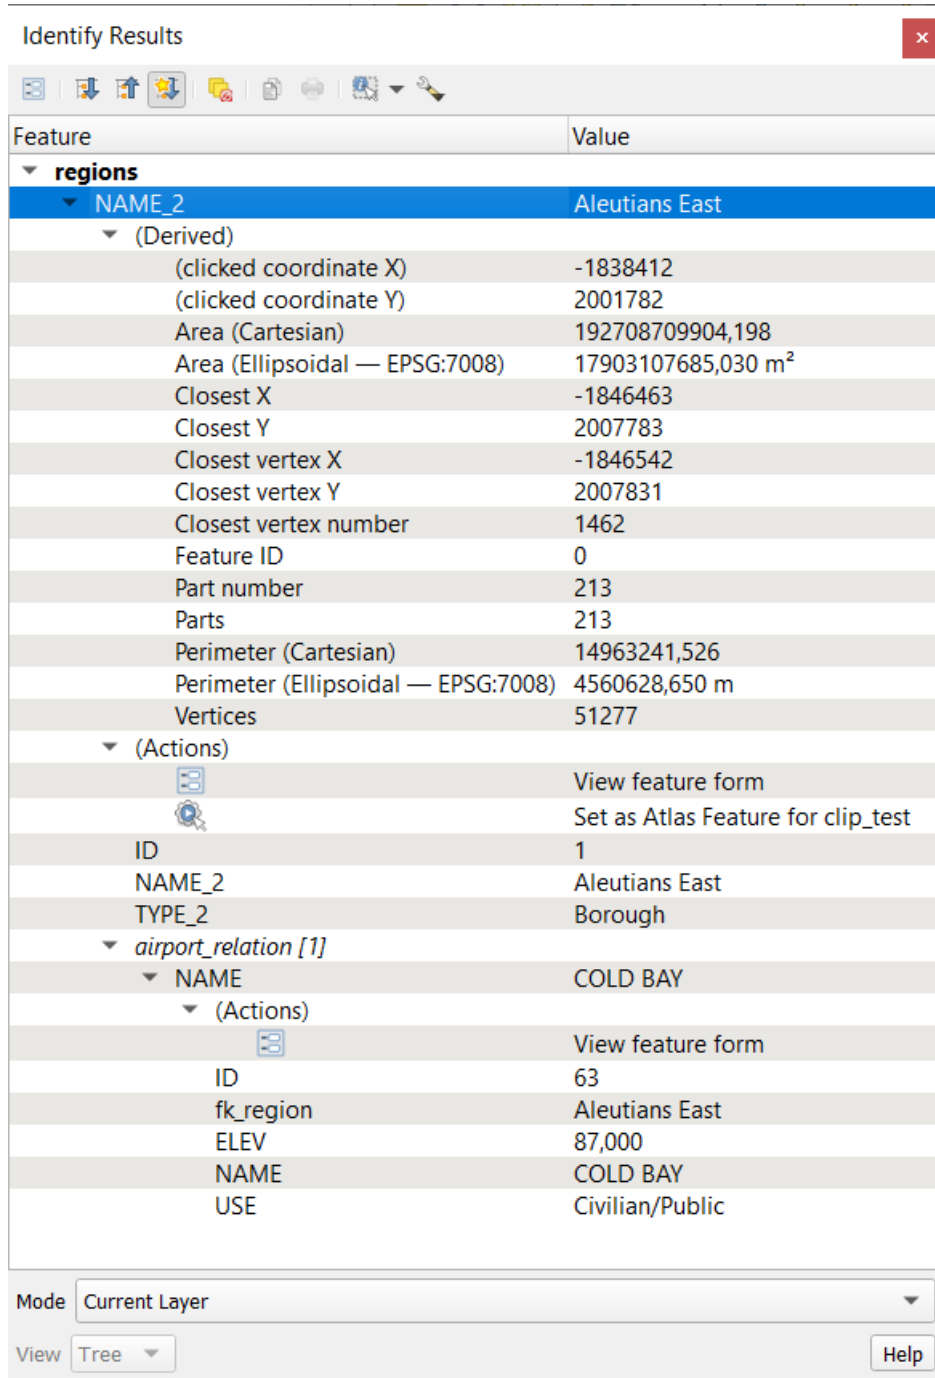 Identify Results
Feature Value
regions
NAME_2 Aleutians East
(Derived)
(clicked coordinate X) -1838412
(clicked coordinate Y) 2001782
Area (Cartesian) 192708709904,198
Area (Ellipsoidal — EPSG:7008) 17903107685,030 m²
Closest X -1846463
Closest Y 2007783
Closest vertex X -1846542
Closest vertex Y 2007831
Closest vertex number 1462
Feature ID 0
Part number 213
Parts 213
Perimeter (Cartesian) 14963241,526
Perimeter (Ellipsoidal — EPSG:7008) 4560628,650 m
Vertices 51277
(Actions)
View feature form
Set as Atlas Feature for clip_test
ID 1
NAME_2 Aleutians East
TYPE_2 Borough
airport_relation [1]
NAME COLD BAY
(Actions)
View feature form
ID 63
fk_region Aleutians East
ELEV 87,000
NAME COLD BAY
USE Civilian/Public
Mode Current Layer
View Tree Help